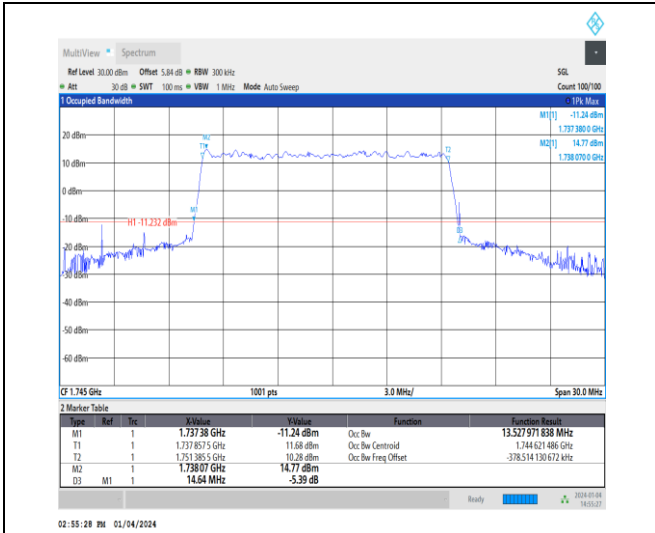 MultiView Spectrum
Ref Level 30.00 dBm Offset 5.84 dB RBW 300 kHz SGL
Att 30 dB SWT 100 ms VBW 1 MHz Mode Auto Sweep Count 100/100
1 Occupied Bandwidth 1Pk Max
M1[1] -11.24 dBm
1.737 380 0 GHz
M2[1] 14.77 dBm
1.738 070 0 GHz
20 dBm
M2
T1
T2
10 dBm
0 dBm
M1
-10 dBm
H1 -11.232 dBm
D3
-20 dBm
-30 dBm
-40 dBm
-50 dBm
-60 dBm
CF 1.745 GHz 1001 pts 3.0 MHz/ Span 30.0 MHz
2 Marker Table
Type Ref Trc X-Value Y-Value Function Function Result
M1 1 1.737 38 GHz -11.24 dBm Occ Bw 13.527 971 838 MHz
T1 1 1.737 857 5 GHz 11.68 dBm Occ Bw Centroid 1.744 621 486 GHz
T2 1 1.751 385 5 GHz 10.28 dBm Occ Bw Freq Offset -378.514 130 672 kHz
M2 1 1.738 07 GHz 14.77 dBm
D3 M1 1 14.64 MHz -5.39 dB
Ready 2024-01-04
14:55:27
02:55:28 PM 01/04/2024